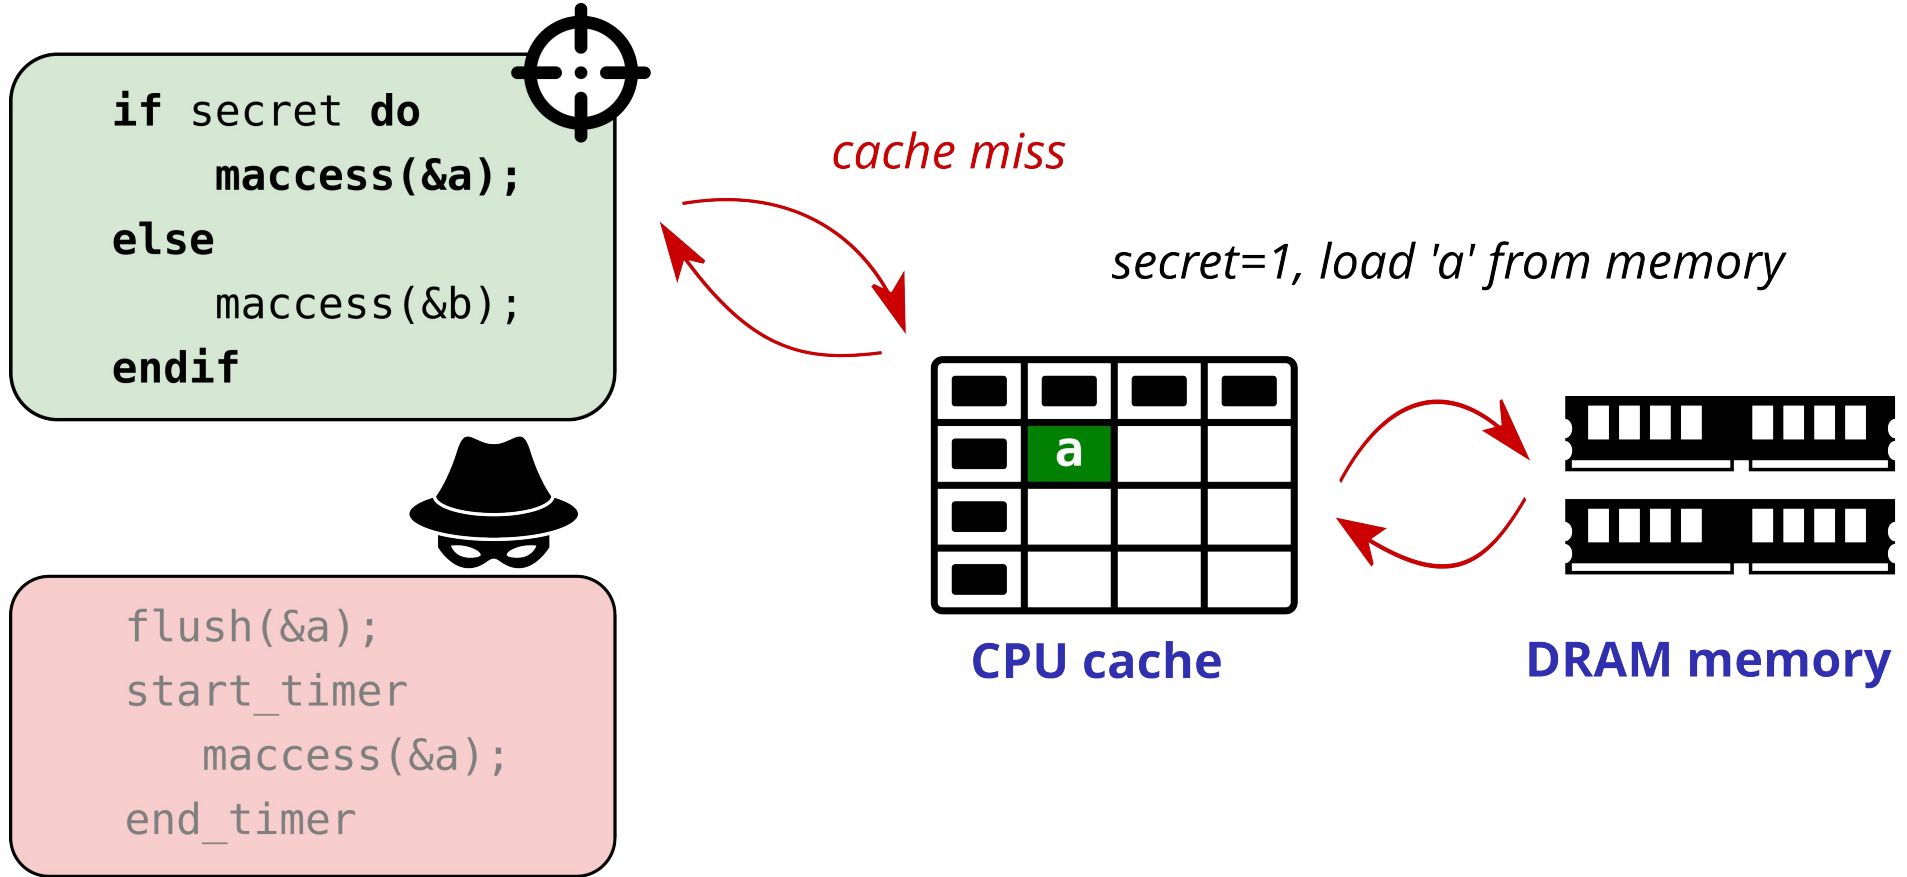 if secret do
maccess(&a);
else
maccess(&b);
endif
flush(&a);
start_timer
maccess(&a);
end_timer
cache miss
secret=1, load 'a' from memory
a
CPU cache
DRAM memory